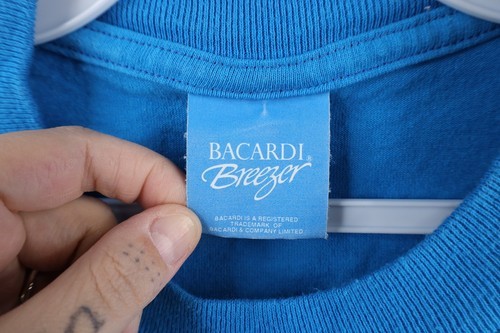 BACARDI®
Breezer
BACARDI IS A REGISTERED
TRADEMARK OF
BACARDI & COMPANY LIMITED